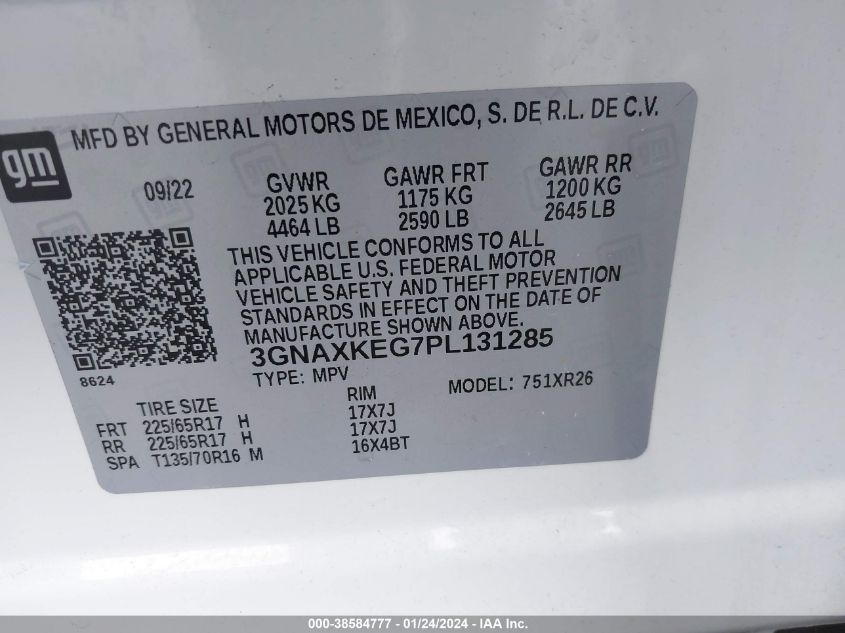 gm
MFD BY GENERAL MOTORS DE MEXICO, S. DE R.L. DE C.V.
09/22
GVWR
2025 KG
4464 LB
GAWR FRT
1175 KG
2590 LB
GAWR RR
1200 KG
2645 LB
THIS VEHICLE CONFORMS TO ALL
APPLICABLE U.S. FEDERAL MOTOR
VEHICLE SAFETY AND THEFT PREVENTION
STANDARDS IN EFFECT ON THE DATE OF
MANUFACTURE SHOWN ABOVE.
3GNAXKEG7PL131285
8624
TYPE: MPV
MODEL: 751XR26
TIRE SIZE RIM
FRT 225/65R17 H 17X7J
RR 225/65R17 H 17X7J
SPA T135/70R16 M 16X4BT
000-38584777 - 01/24/2024 - IAA Inc.